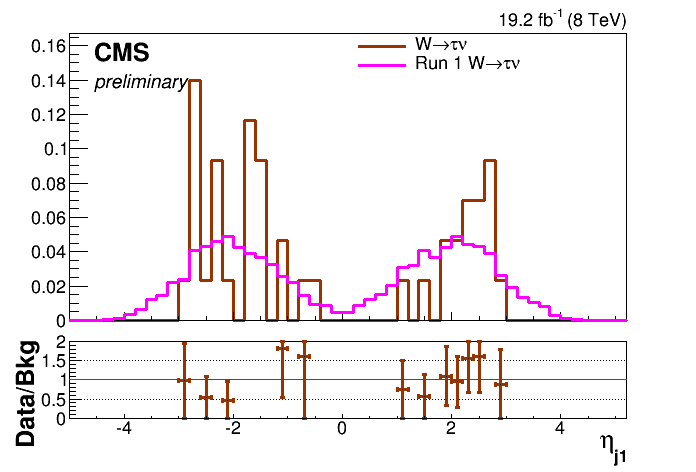 19.2 fb-1 (8 TeV)
CMS
preliminary
W→τν
Run 1 W→τν
0.16
0.14
0.12
0.1
0.08
0.06
0.04
0.02
0
Data/Bkg
2
1.5
1
0.5
0
-4 -2 0 2 4
ηj1